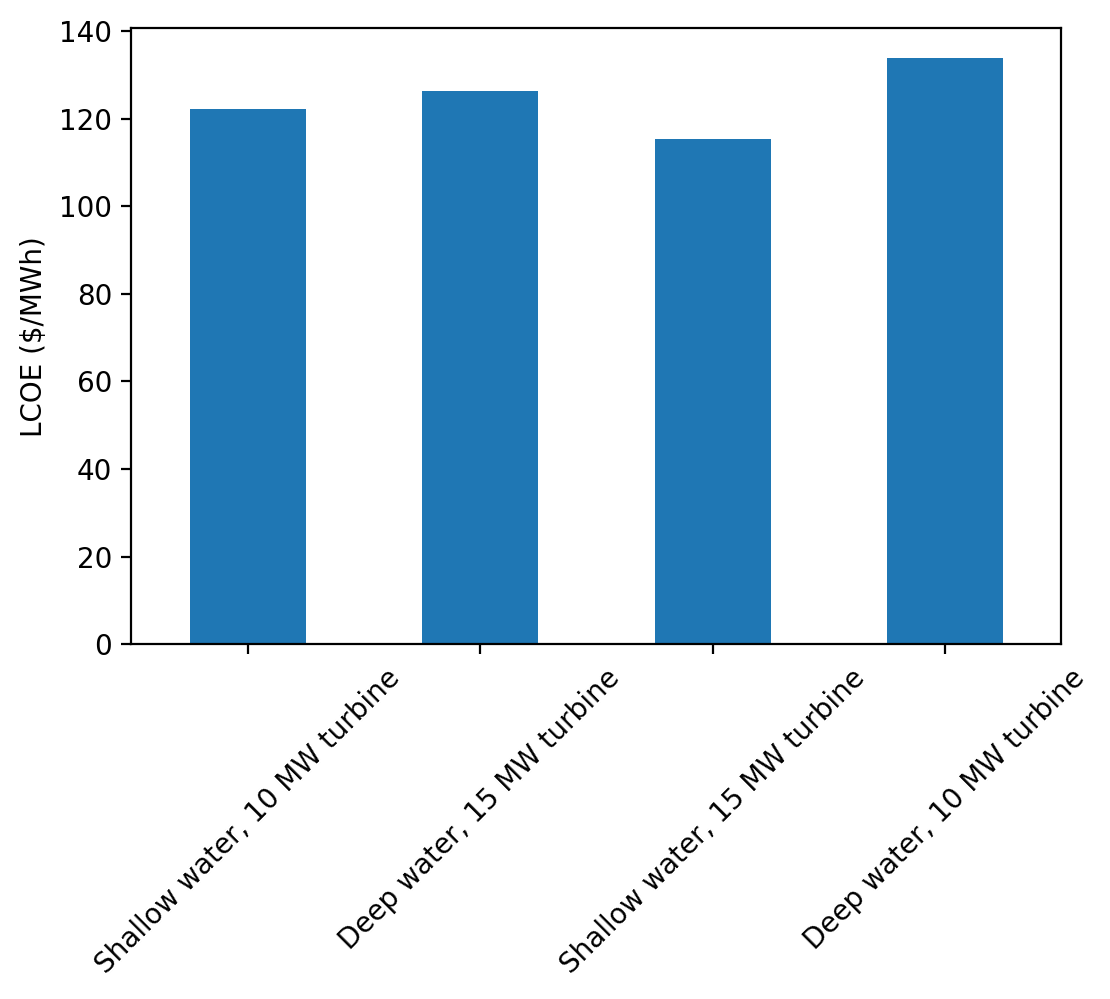 140
120
100
80
60
40
20
0
LCOE ($/MWh)
Shallow water, 10 MW turbine
Deep water, 15 MW turbine
Shallow water, 15 MW turbine
Deep water, 10 MW turbine